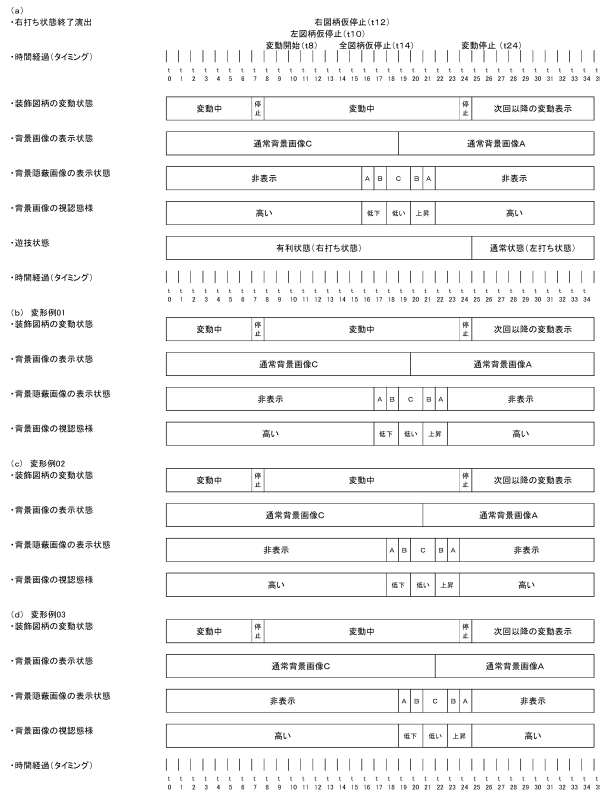 (a)
・右打ち状態終了演出 右図柄仮停止(t12)
左図柄仮停止(t10)
変動開始(t8) 全図柄仮停止(t14) 変動停止(t24)
・時間経過(タイミング)
t t t t t t t t t t t t t t t t t t t t t t t t t t t t t t t t t t t
0 1 2 3 4 5 6 7 8 9 10 11 12 13 14 15 16 17 18 19 20 21 22 23 24 25 26 27 28 29 30 31 32 33 34 35
・装飾図柄の変動状態 変動中 停止 変動中 停止 次回以降の変動表示
・背景画像の表示状態 通常背景画像C 通常背景画像A
・背景隠蔽画像の表示状態 非表示 A B C B A 非表示
・背景画像の視認態様 高い 低下 低い 上昇 高い
・遊技状態 有利状態(右打ち状態) 通常状態(左打ち状態)
・時間経過(タイミング)
t t t t t t t t t t t t t t t t t t t t t t t t t t t t t t t t t t t
0 1 2 3 4 5 6 7 8 9 10 11 12 13 14 15 16 17 18 19 20 21 22 23 24 25 26 27 28 29 30 31 32 33 34
(b) 変形例01
・装飾図柄の変動状態 変動中 停止 変動中 停止 次回以降の変動表示
・背景画像の表示状態 通常背景画像C 通常背景画像A
・背景隠蔽画像の表示状態 非表示 A B C B A 非表示
・背景画像の視認態様 高い 低下 低い 上昇 高い
(c) 変形例02
・装飾図柄の変動状態 変動中 停止 変動中 停止 次回以降の変動表示
・背景画像の表示状態 通常背景画像C 通常背景画像A
・背景隠蔽画像の表示状態 非表示 A B C B A 非表示
・背景画像の視認態様 高い 低下 低い 上昇 高い
(d) 変形例03
・装飾図柄の変動状態 変動中 停止 変動中 停止 次回以降の変動表示
・背景画像の表示状態 通常背景画像C 通常背景画像A
・背景隠蔽画像の表示状態 非表示 A B C B A 非表示
・背景画像の視認態様 高い 低下 低い 上昇 高い
・時間経過(タイミング)
t t t t t t t t t t t t t t t t t t t t t t t t t t t t t t t t t t t
0 1 2 3 4 5 6 7 8 9 10 11 12 13 14 15 16 17 18 19 20 21 22 23 24 25 26 27 28 29 30 31 32 33 34 35